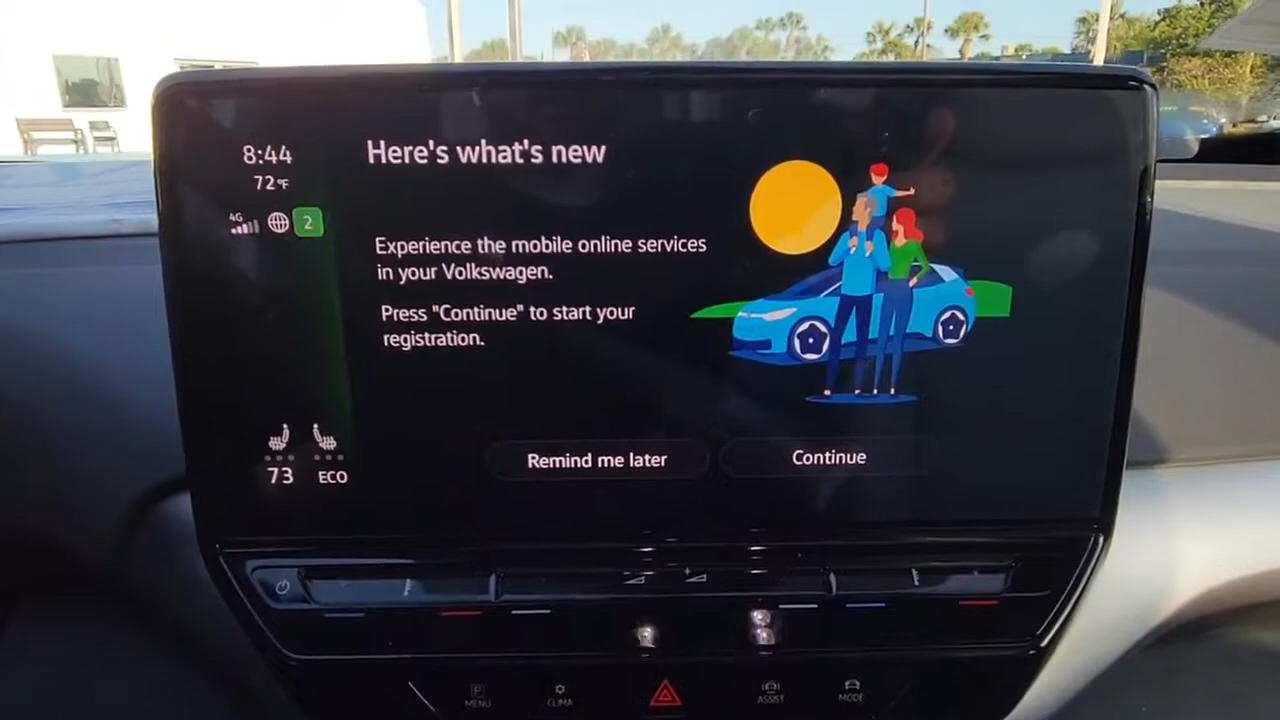 8:44
72°F
4G
2
Here's what's new
Experience the mobile online services
in your Volkswagen.
Press "Continue" to start your
registration.
73
ECO
Remind me later
Continue
P
MENU
CLIMA
ASSIST
MODE